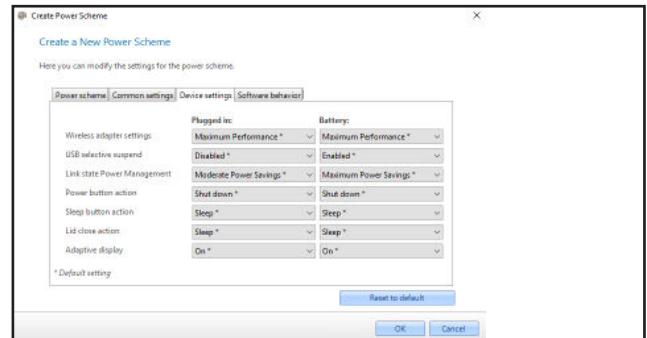 Create Power Scheme
Create a New Power Scheme
Here you can modify the settings for the power scheme.
Power scheme Common settings Device settings Software behavior
Plugged in: Battery:
Wireless adapter settings Maximum Performance * Maximum Performance *
USB selective suspend Disabled * Enabled *
Link state Power Management Moderate Power Savings * Maximum Power Savings *
Power button action Shut down * Shut down *
Sleep button action Sleep * Sleep *
Lid close action Sleep * Sleep *
Adaptive display On * On *
* Default setting
Reset to default
OK Cancel